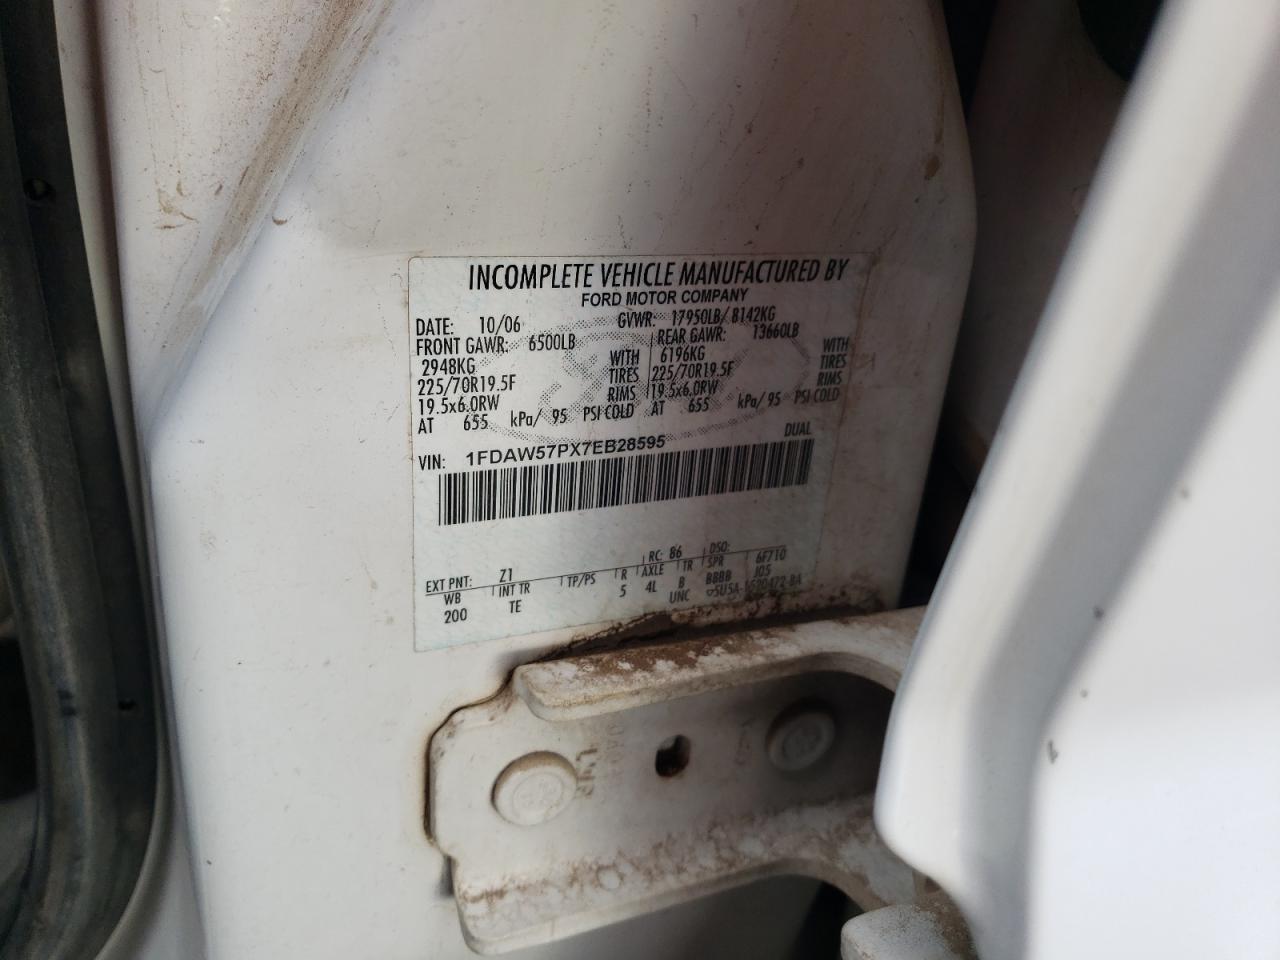 INCOMPLETE VEHICLE MANUFACTURED BY
FORD MOTOR COMPANY
DATE: 10/06 GVWR: 17950LB/ 8142KG
FRONT GAWR: 6500LB REAR GAWR: 13660LB
2948KG WITH 6196KG WITH
225/70R19.5F TIRES 225/70R19.5F TIRES
19.5x6.0RW RIMS 19.5x6.0RW RIMS
AT 655 kPa/ 95 PSI COLD AT 655 kPa/ 95 PSI COLD
VIN: 1FDAW57PX7EB28595 DUAL
EXT PNT: Z1 RC: 86 DSO:
WB INT TR TP/PS R AXLE TR SPR 6F710
200 TE 5 4L B BBBB J05
UNC
LWR